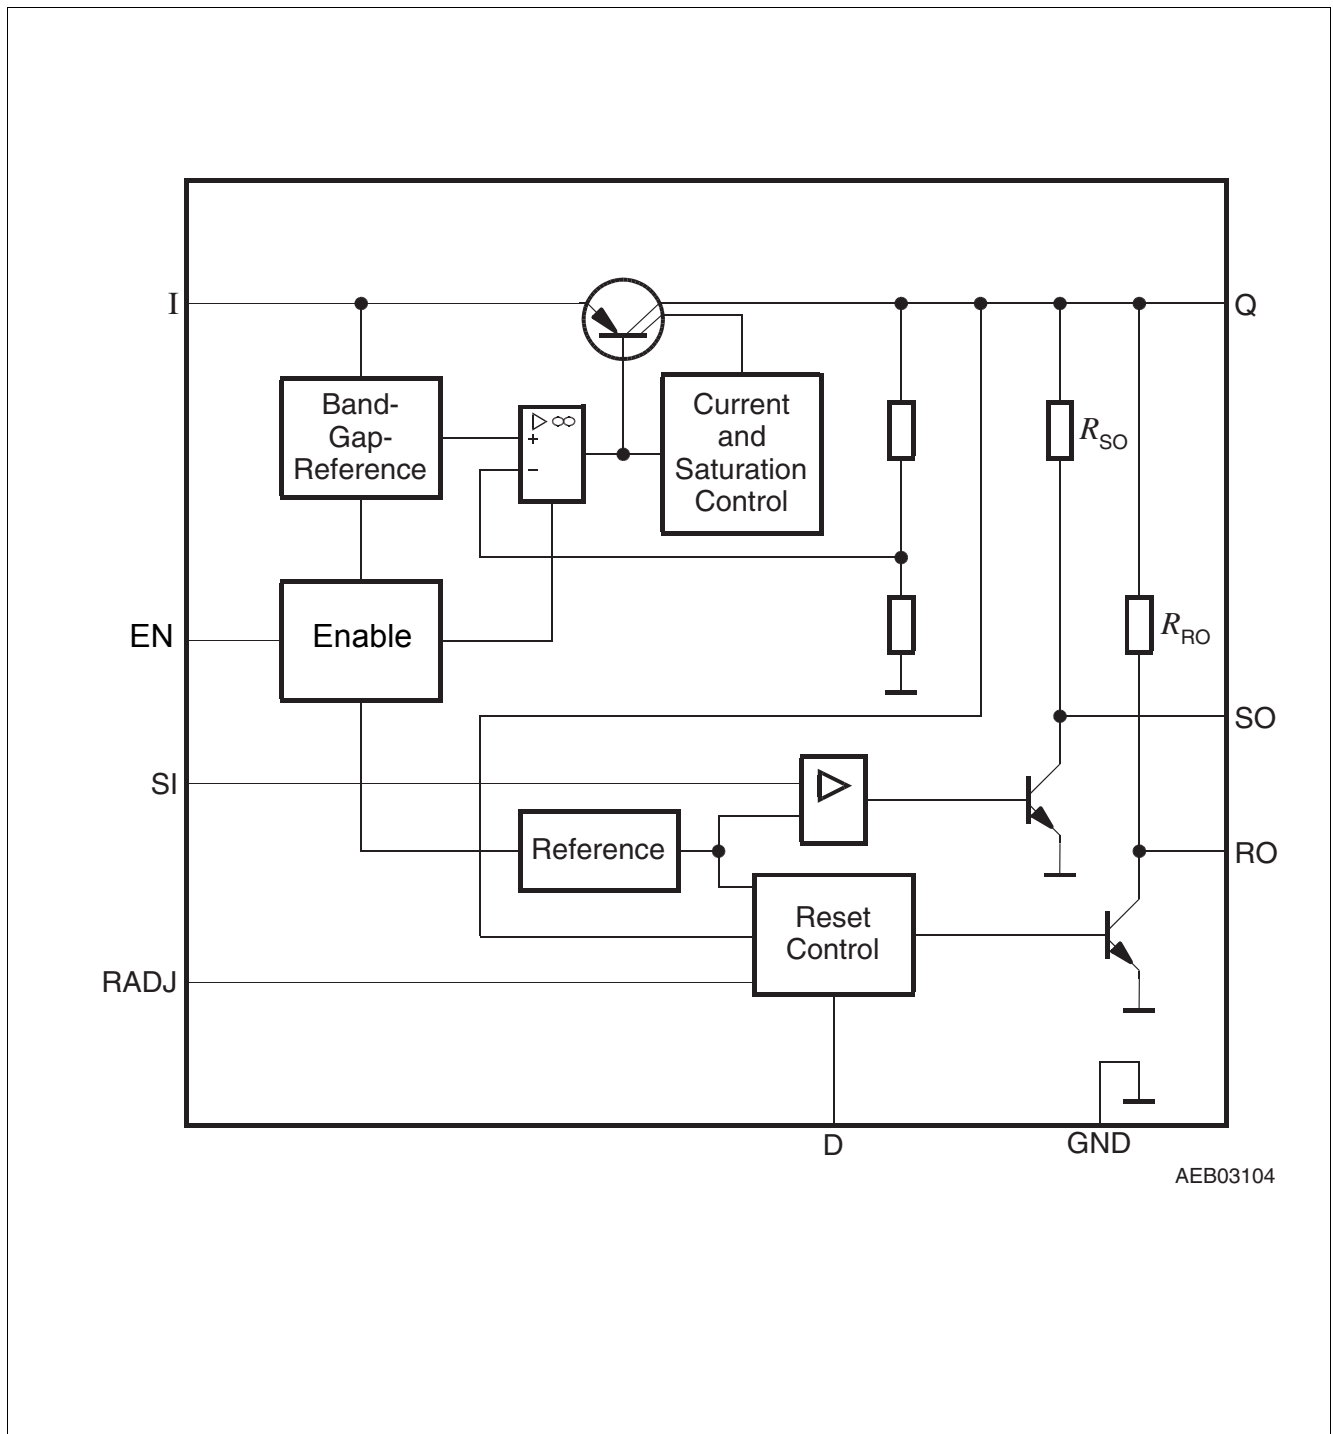 I
Q
Band-
Gap-
Reference
▷ ∞
+
−
Current
and
Saturation
Control
R_SO
EN
Enable
R_RO
SO
SI
Reference
RO
Reset
Control
RADJ
D
GND
AEB03104